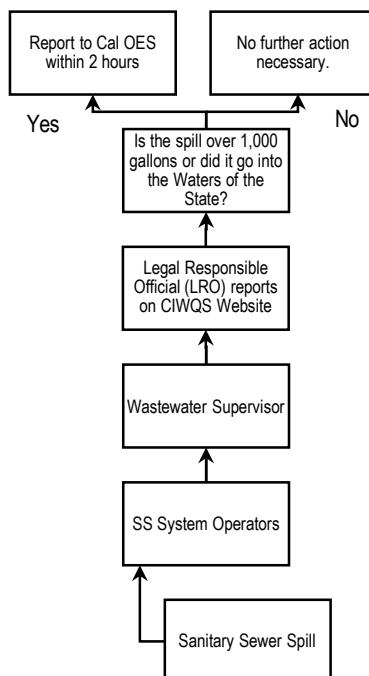 Report to Cal OES
within 2 hours
No further action
necessary.
Yes
No
Is the spill over 1,000
gallons or did it go into
the Waters of the
State?
Legal Responsible
Official (LRO) reports
on CIWQS Website
Wastewater Supervisor
SS System Operators
Sanitary Sewer Spill